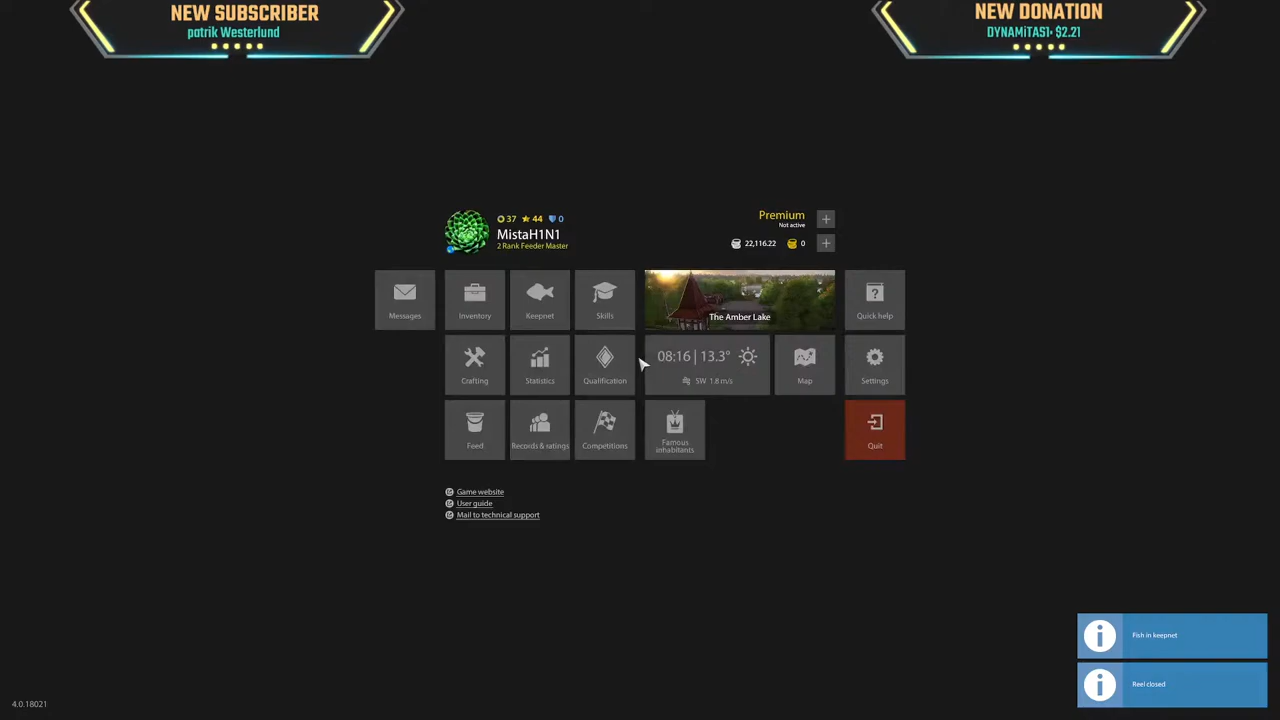 NEW SUBSCRIBER
patrik Westerlund
NEW DONATION
DYNAMiTAS1• $2.21
37 44 0
MistaH1N1
2 Rank Feeder Master
Premium
Not active
22,116.22 0
Messages
Inventory
Keepnet
Skills
The Amber Lake
Quick help
Crafting
Statistics
Qualification
08:16 | 13.3°
SW 1.8 m/s
Map
Settings
Feed
Records & ratings
Competitions
Famous
inhabitants
Quit
Game website
User guide
Mail to technical support
Fish in keepnet
Reel closed
4.0.18021